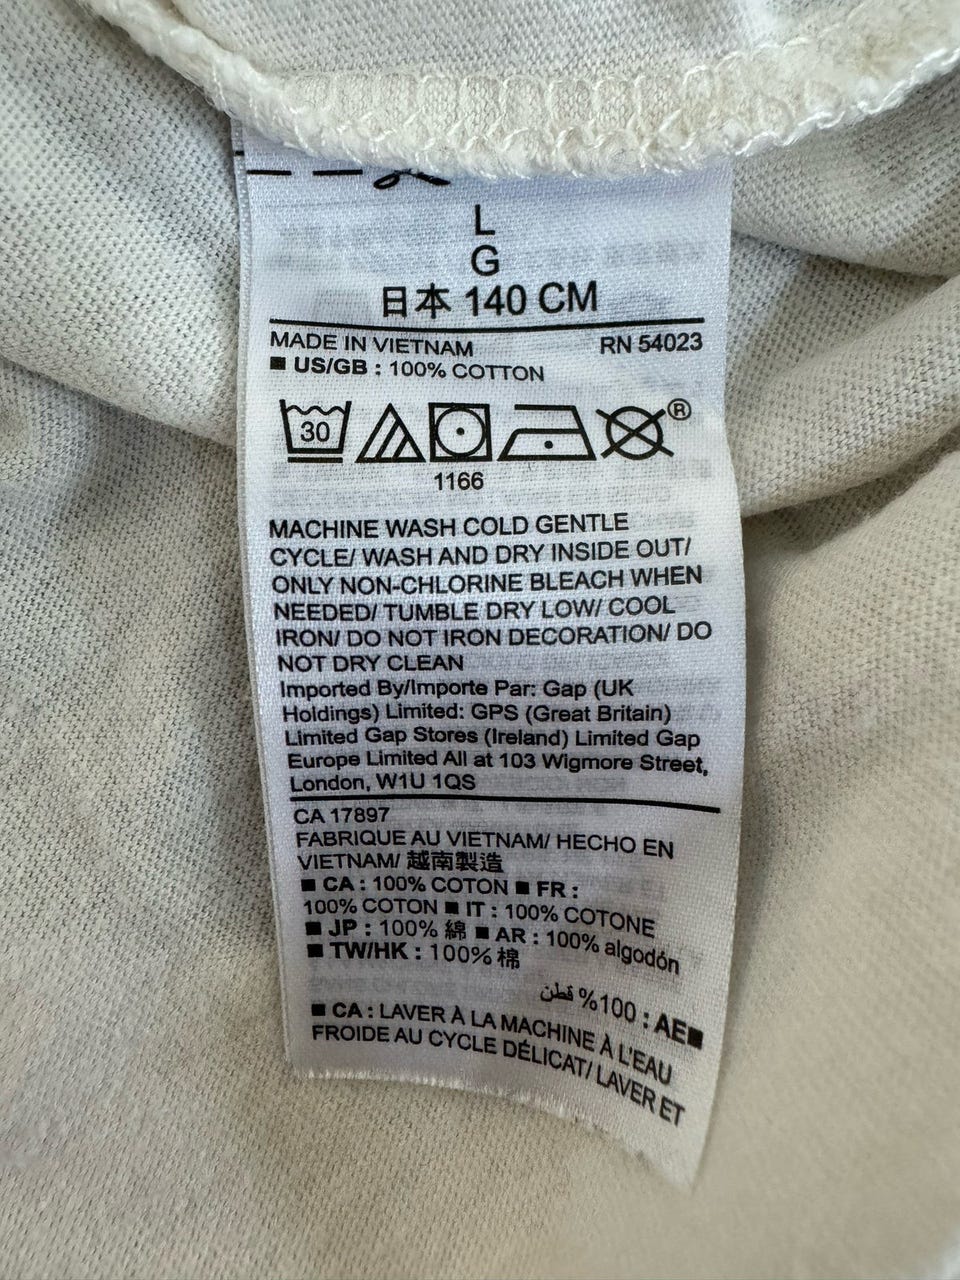 L
G
日本 140 CM
MADE IN VIETNAM RN 54023
■ US/GB : 100% COTTON
30 ®
1166
MACHINE WASH COLD GENTLE
CYCLE/ WASH AND DRY INSIDE OUT/
ONLY NON-CHLORINE BLEACH WHEN
NEEDED/ TUMBLE DRY LOW/ COOL
IRON/ DO NOT IRON DECORATION/ DO
NOT DRY CLEAN
Imported By/Importe Par: Gap (UK
Holdings) Limited: GPS (Great Britain)
Limited Gap Stores (Ireland) Limited Gap
Europe Limited All at 103 Wigmore Street,
London, W1U 1QS
CA 17897
FABRIQUE AU VIETNAM/ HECHO EN
VIETNAM/ 越南製造
■ CA : 100% COTON ■ FR :
100% COTON ■ IT : 100% COTONE
■ JP : 100% 綿 ■ AR : 100% algodón
■ TW/HK : 100% 棉
■AE : 100% قطن
■ CA : LAVER À LA MACHINE À L'EAU
FROIDE AU CYCLE DÉLICAT/ LAVER ET